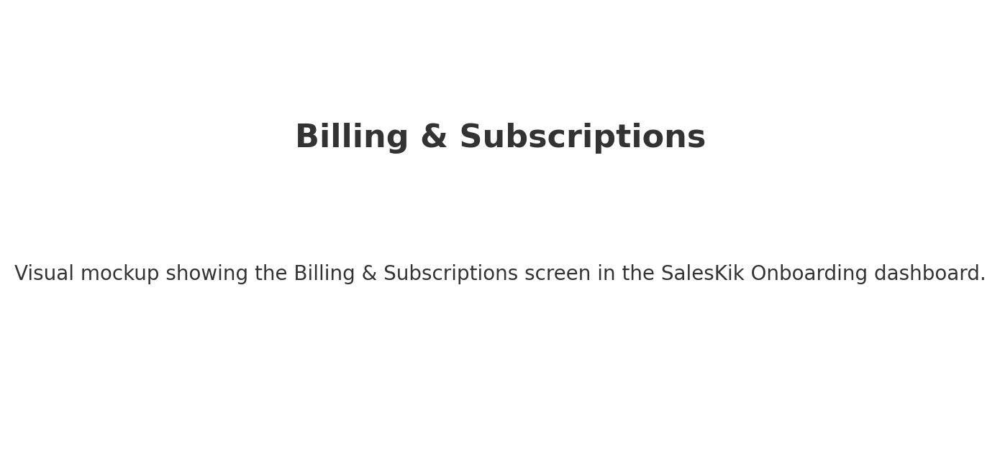 Billing & Subscriptions
Visual mockup showing the Billing & Subscriptions screen in the SalesKik Onboarding dashboard.